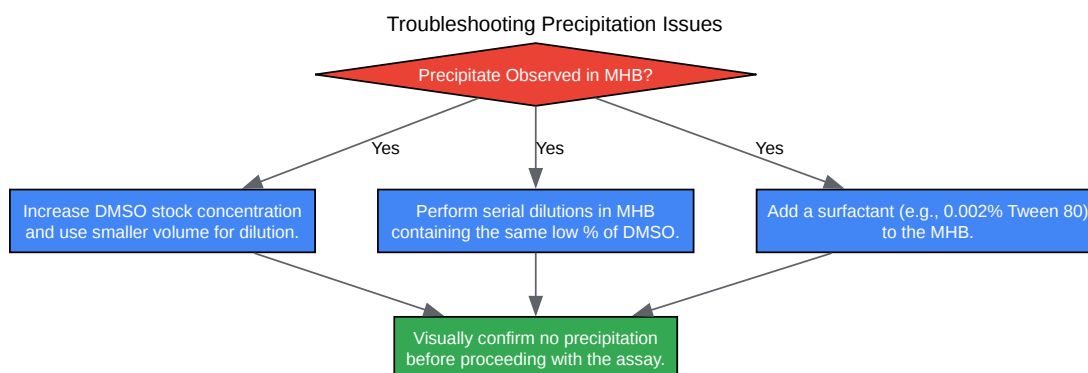 Troubleshooting Precipitation Issues
Precipitate Observed in MHB?
Yes
Yes
Yes
Increase DMSO stock concentration
and use smaller volume for dilution.
Perform serial dilutions in MHB
containing the same low % of DMSO.
Add a surfactant (e.g., 0.002% Tween 80)
to the MHB.
Visually confirm no precipitation
before proceeding with the assay.